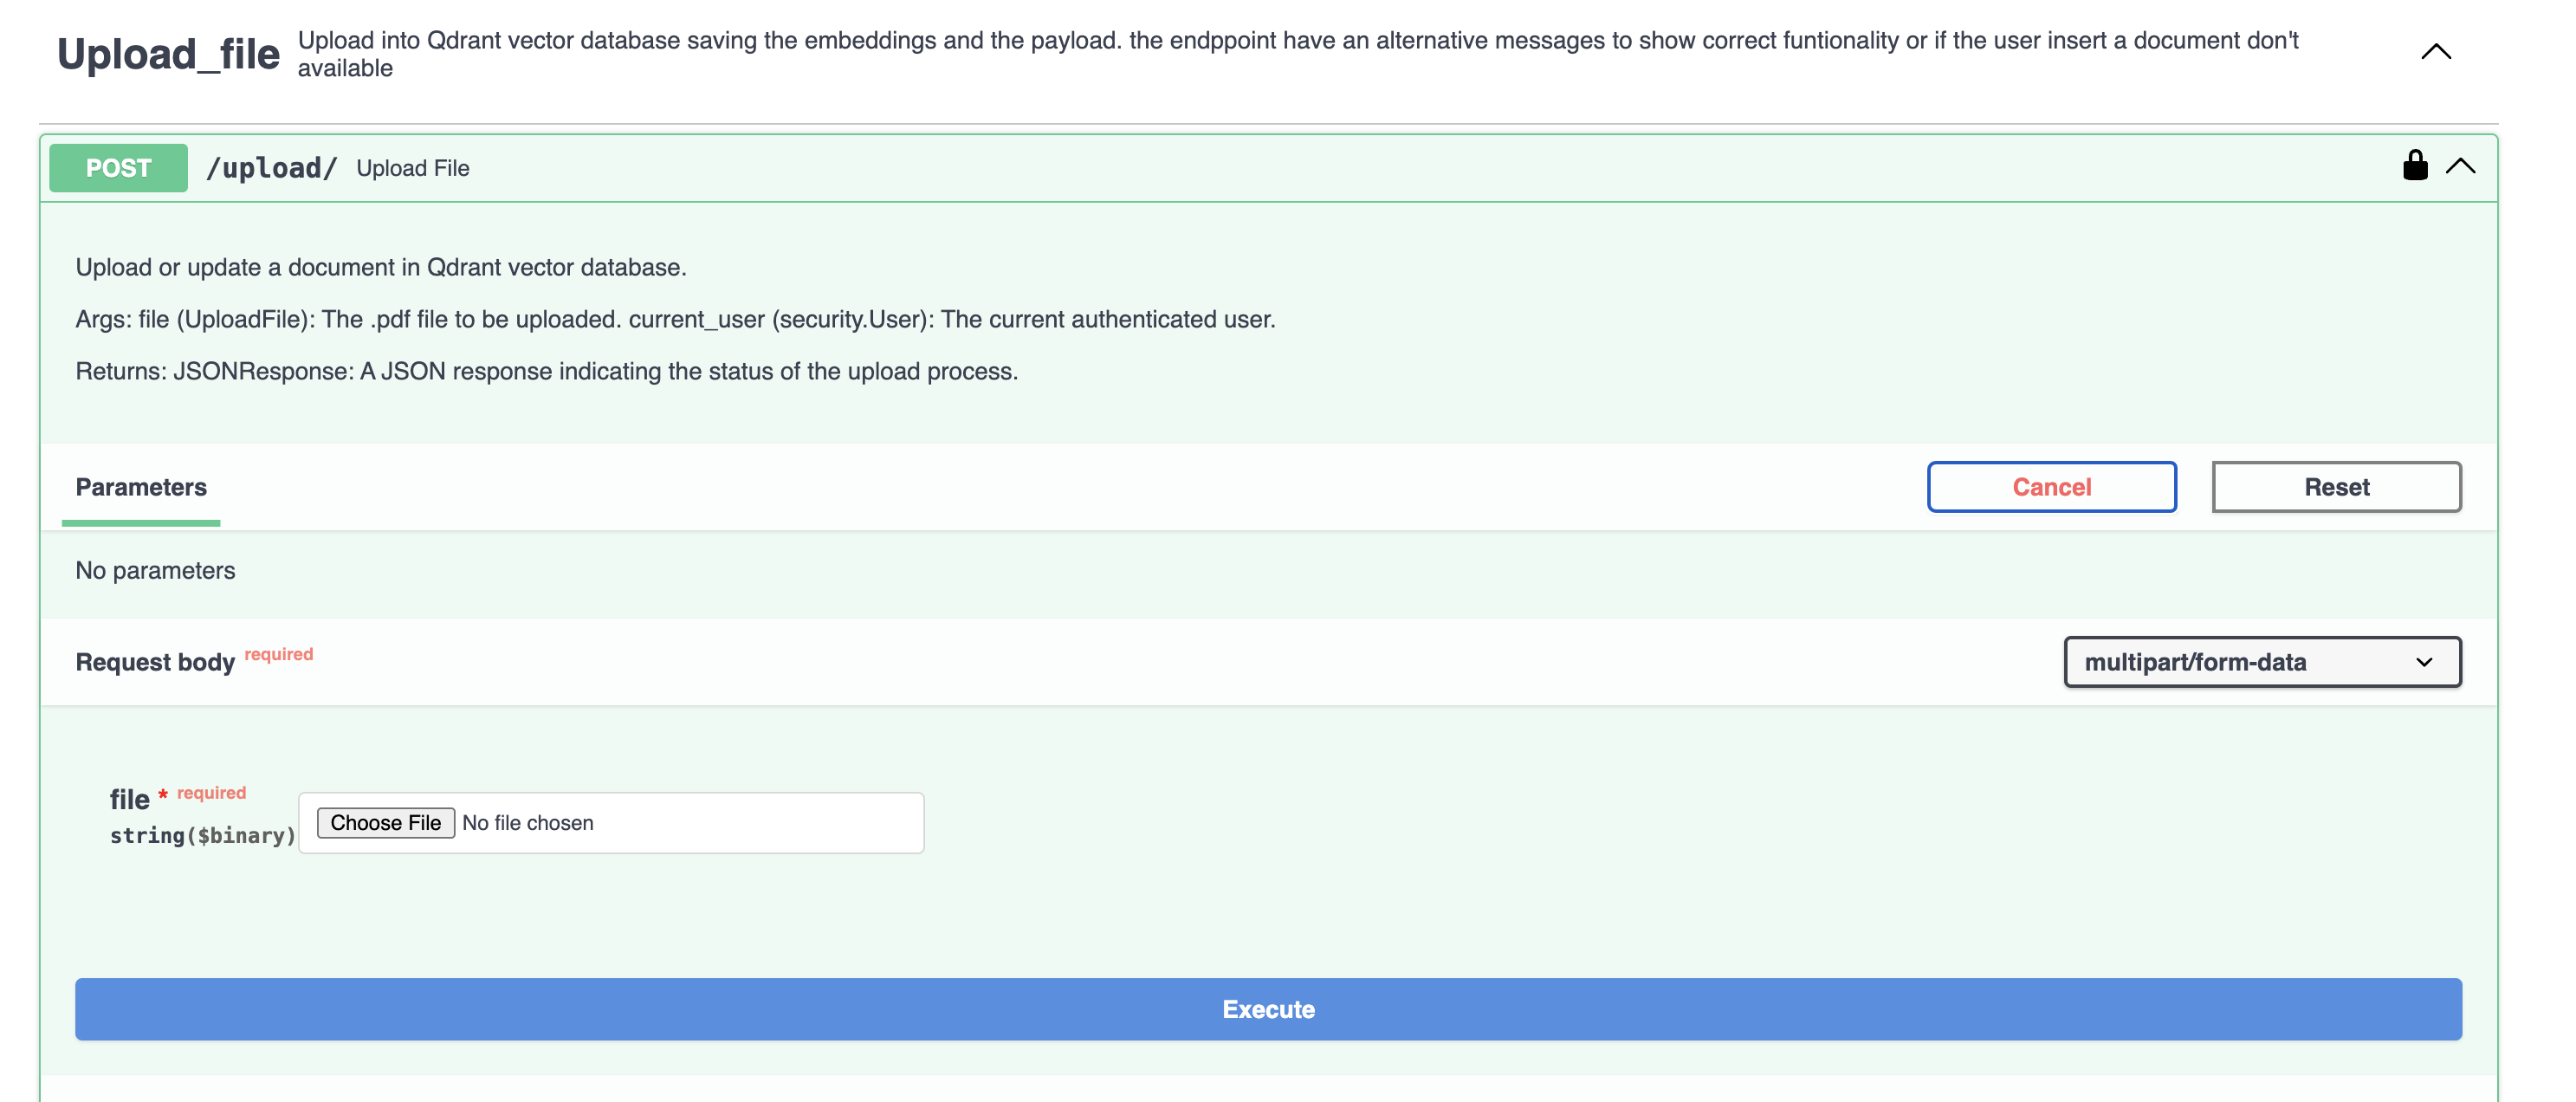 Upload_file
Upload into Qdrant vector database saving the embeddings and the payload. the endppoint have an alternative messages to show correct funtionality or if the user insert a document don't
available
POST /upload/ Upload File
Upload or update a document in Qdrant vector database.
Args: file (UploadFile): The .pdf file to be uploaded. current_user (security.User): The current authenticated user.
Returns: JSONResponse: A JSON response indicating the status of the upload process.
Parameters Cancel Reset
No parameters
Request body required multipart/form-data
file * required
string($binary) Choose File No file chosen
Execute